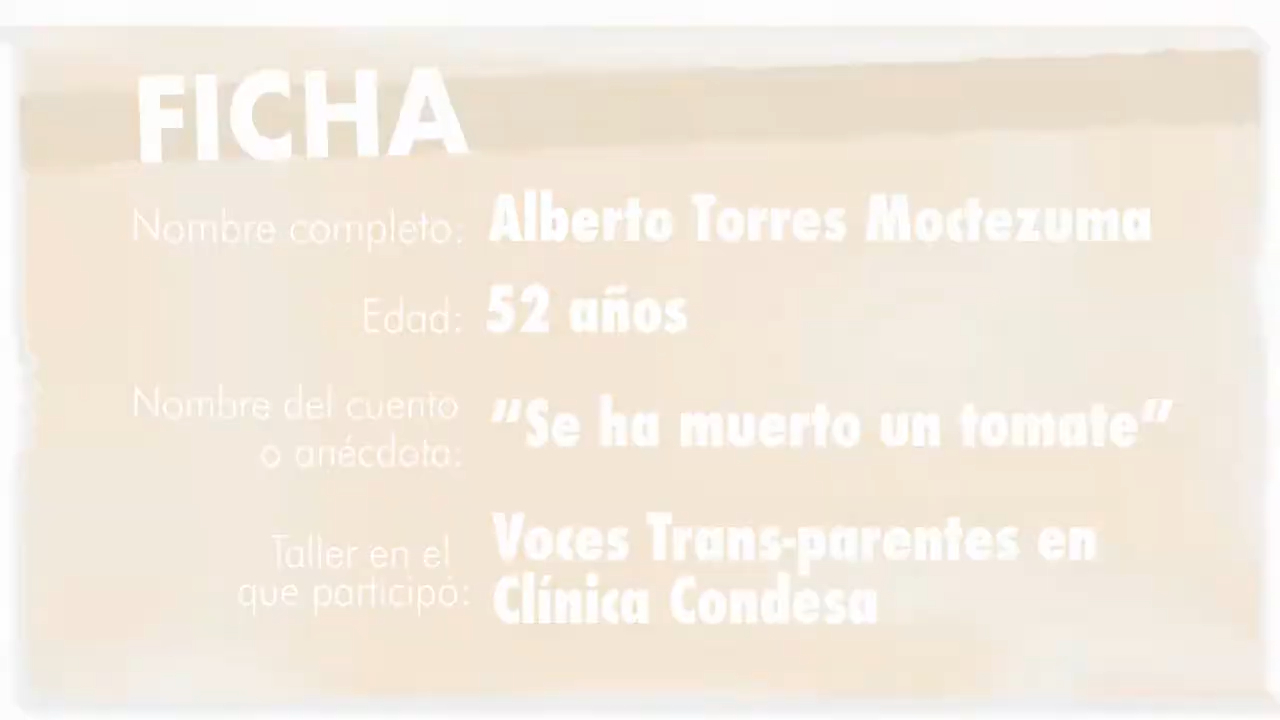 FICHA
Nombre completo: Alberto Torres Moctezuma
Edad: 52 años
Nombre del cuento
o anécdota: "Se ha muerto un tomate"
Taller en el
que participó: Voces Trans-parentes en
Clínica Condesa